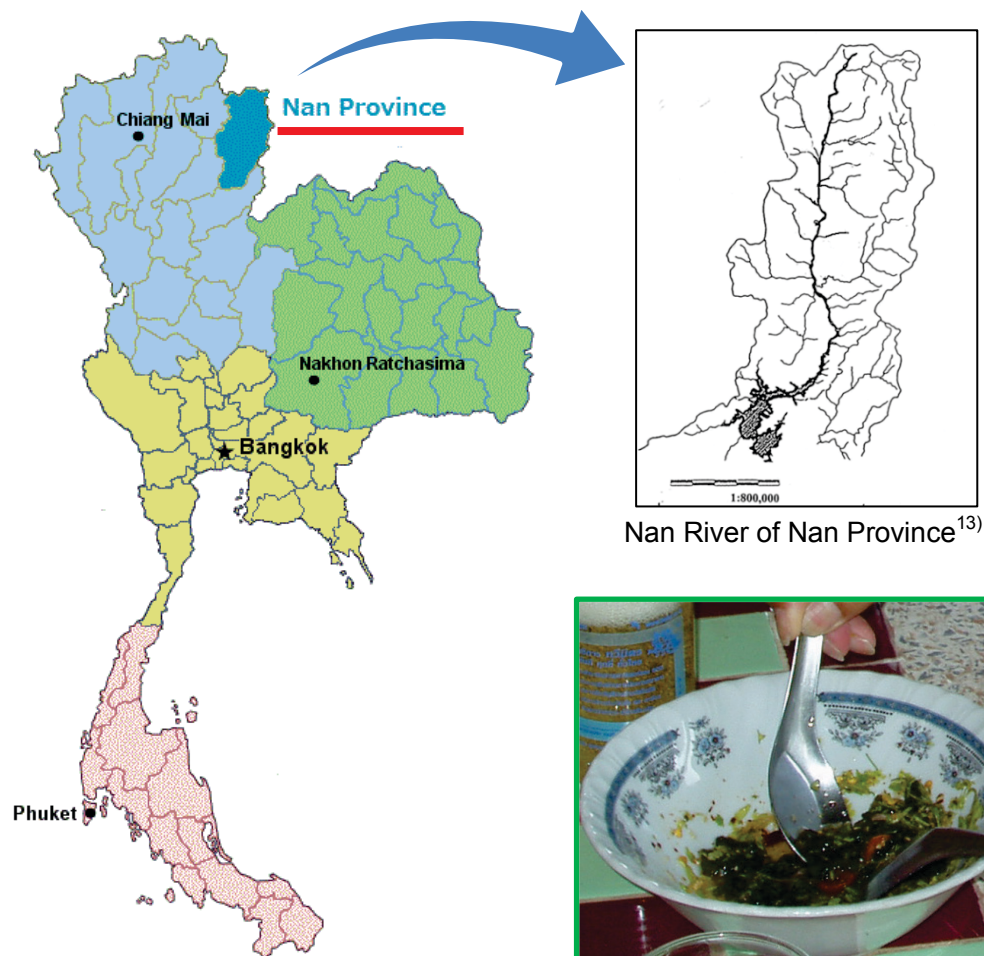 Chiang Mai
Nan Province
Nakhon Ratchasima
Bangkok
Phuket
1:800,000
Nan River of Nan Province¹³⁾